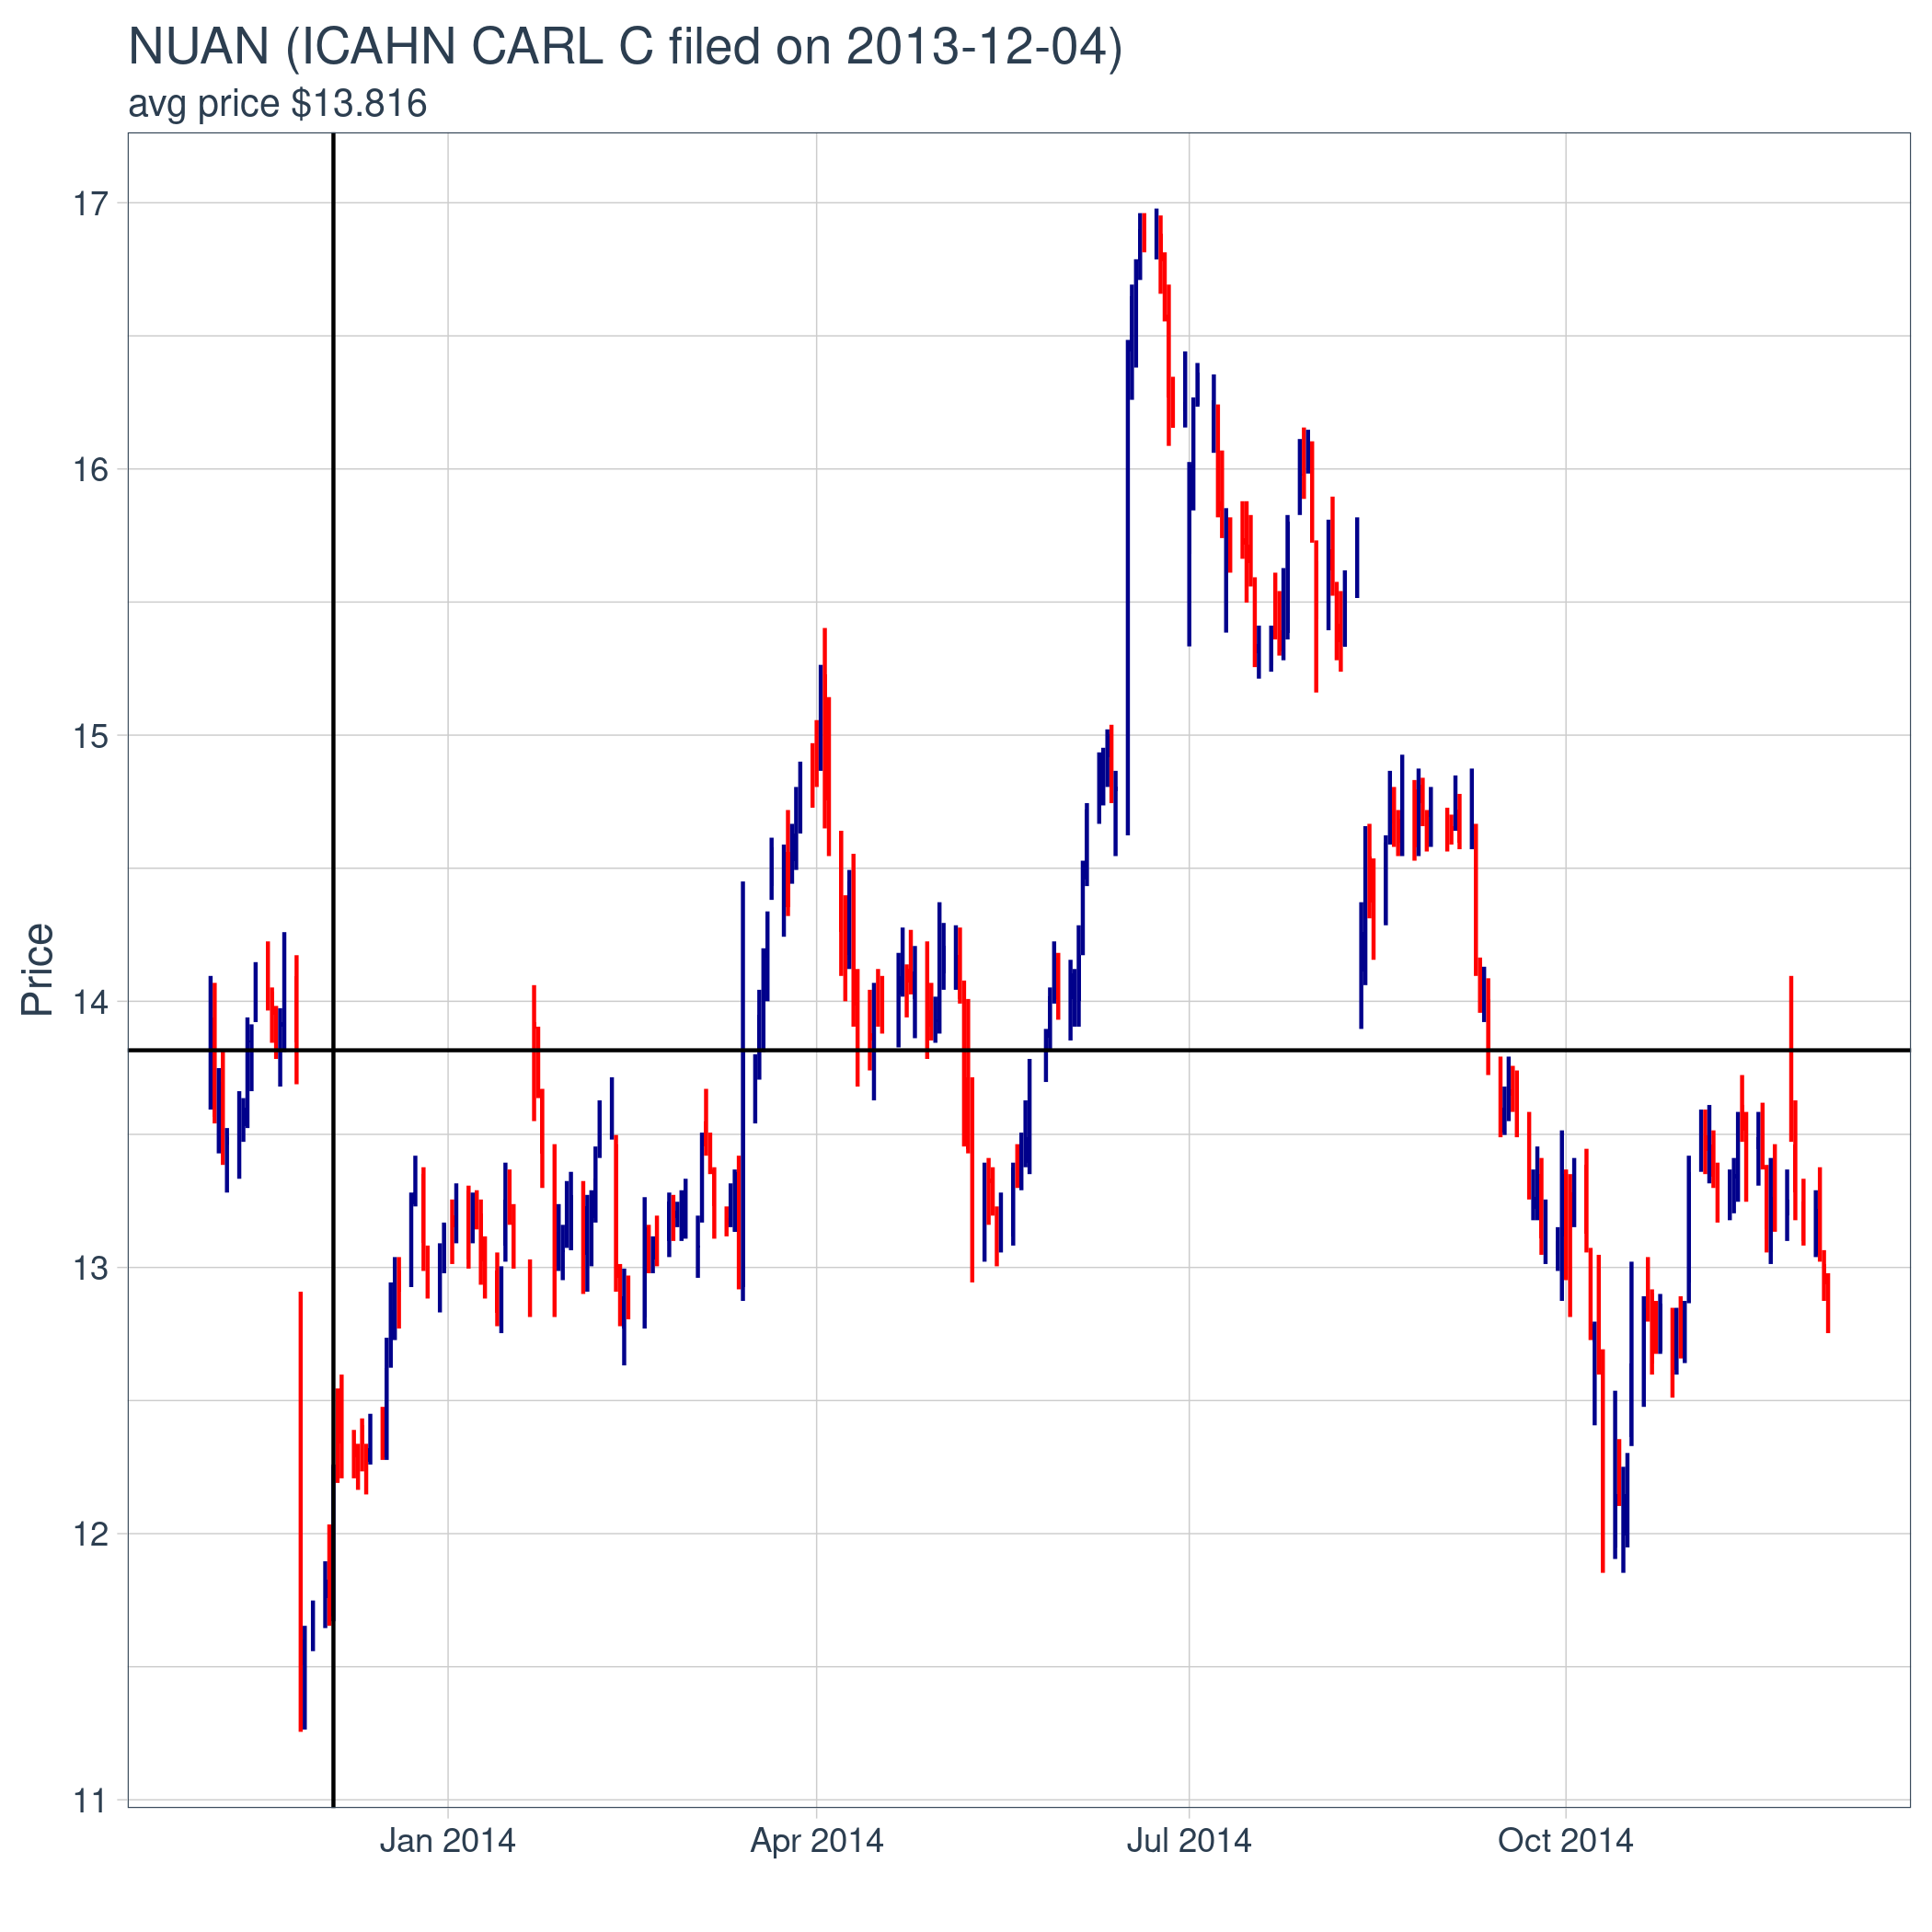 NUAN (ICAHN CARL C filed on 2013-12-04)
avg price $13.816
17
16
15
14
13
12
11
Price
Jan 2014
Apr 2014
Jul 2014
Oct 2014